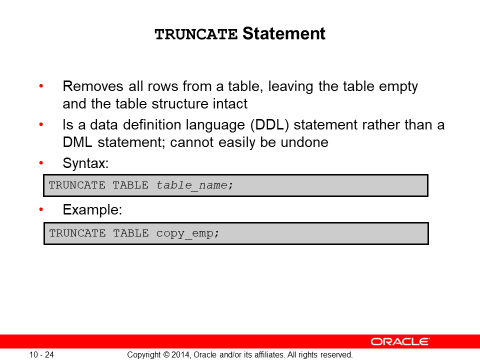 TRUNCATE Statement
• Removes all rows from a table, leaving the table empty
and the table structure intact
• Is a data definition language (DDL) statement rather than a
DML statement; cannot easily be undone
• Syntax:
TRUNCATE TABLE table_name;
• Example:
TRUNCATE TABLE copy_emp;
ORACLE
10 - 24 Copyright © 2014, Oracle and/or its affiliates. All rights reserved.